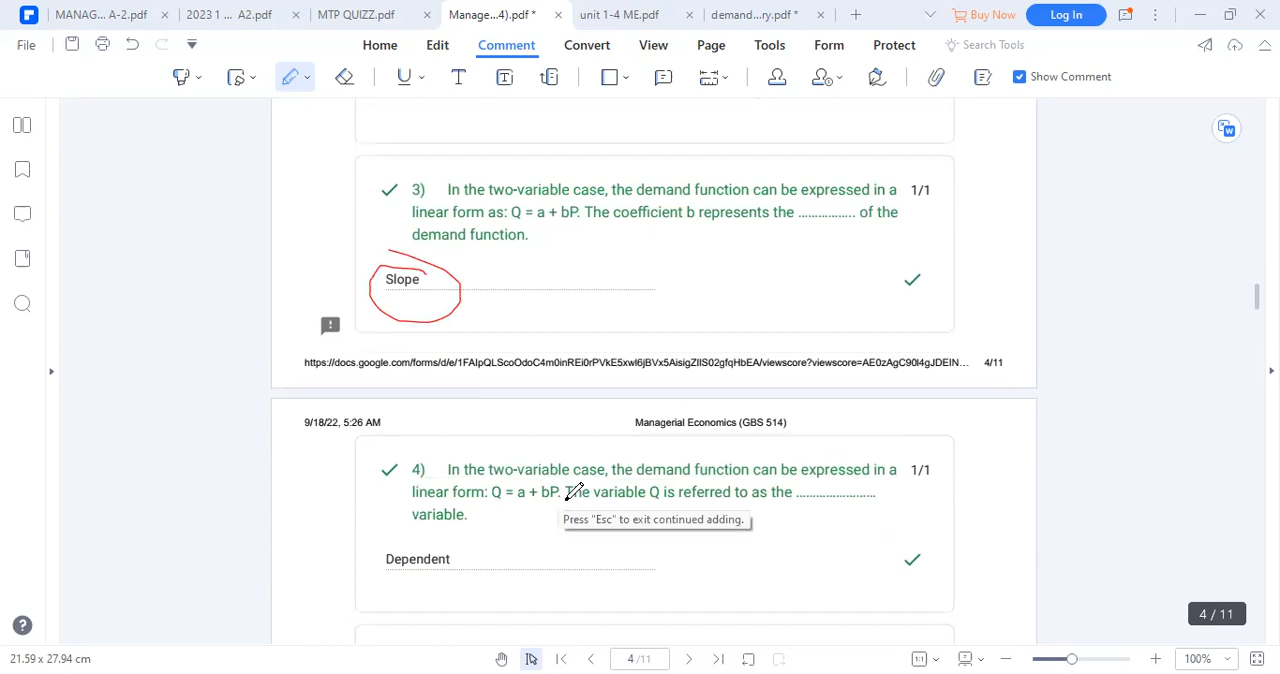 MANAG... A-2.pdf
2023 1 ... A2.pdf
MTP QUIZZ.pdf
Manage...4).pdf *
unit 1-4 ME.pdf
demand...ry.pdf *
Buy Now
Log In
File
Home
Edit
Comment
Convert
View
Page
Tools
Form
Protect
Search Tools
Show Comment
3) In the two-variable case, the demand function can be expressed in a 1/1
linear form as: Q = a + bP. The coefficient b represents the ................ of the
demand function.
Slope
https://docs.google.com/forms/d/e/1FAIpQLScoOdoC4m0inREi0rPVkE5xwl6jBVx5AisigZIIS02gfqHbEA/viewscore?viewscore=AE0zAgC90l4gJDEIN... 4/11
9/18/22, 5:26 AM Managerial Economics (GBS 514)
4) In the two-variable case, the demand function can be expressed in a 1/1
linear form: Q = a + bP. The variable Q is referred to as the ........................
variable.
Press "Esc" to exit continued adding.
Dependent
4 / 11
21.59 x 27.94 cm
4 /11
1:1
100%